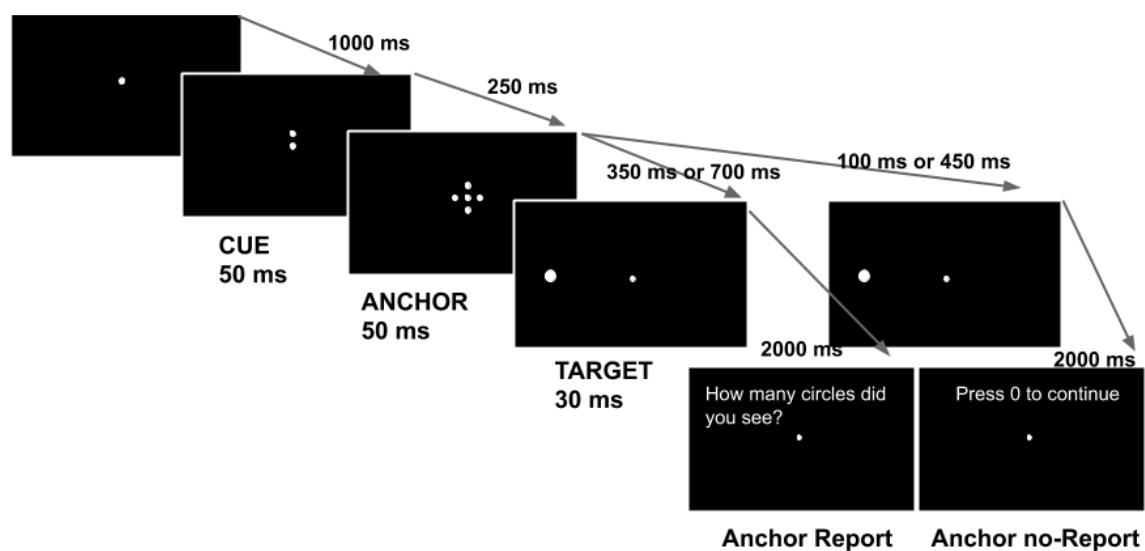 1000 ms
250 ms
350 ms or 700 ms
100 ms or 450 ms
CUE
50 ms
ANCHOR
50 ms
TARGET
30 ms
2000 ms
2000 ms
How many circles did
you see?
Press 0 to continue
Anchor Report
Anchor no-Report